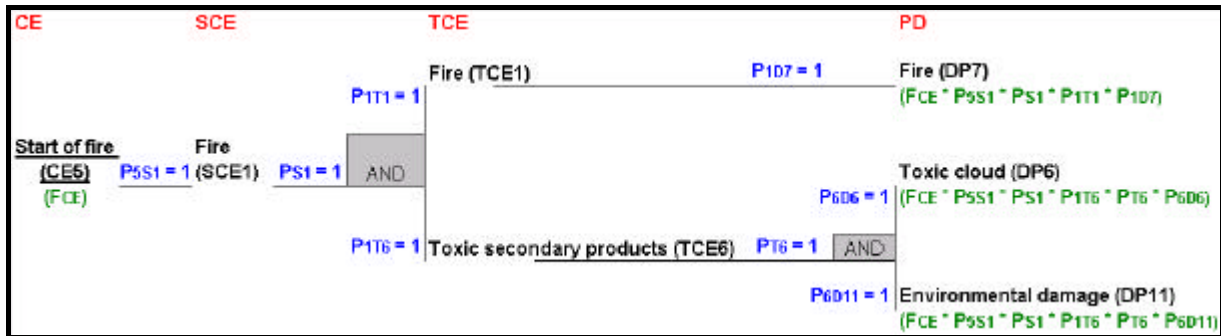 CE SCE TCE PD
Fire (TCE1) P1D7 = 1 Fire (DP7)
P1T1 = 1 (FCE * P5S1 * PS1 * P1T1 * P1D7)
Start of fire Fire
(CE5) P5S1 = 1 (SCE1) PS1 = 1 AND Toxic cloud (DP6)
(FCE) P6D6 = 1 (FCE * P5S1 * PS1 * P1T6 * PT6 * P6D6)
P1T6 = 1 Toxic secondary products (TCE6) PT6 = 1 AND
P6D11 = 1 Environmental damage (DP11)
(FCE * P5S1 * PS1 * P1T6 * PT6 * P6D11)